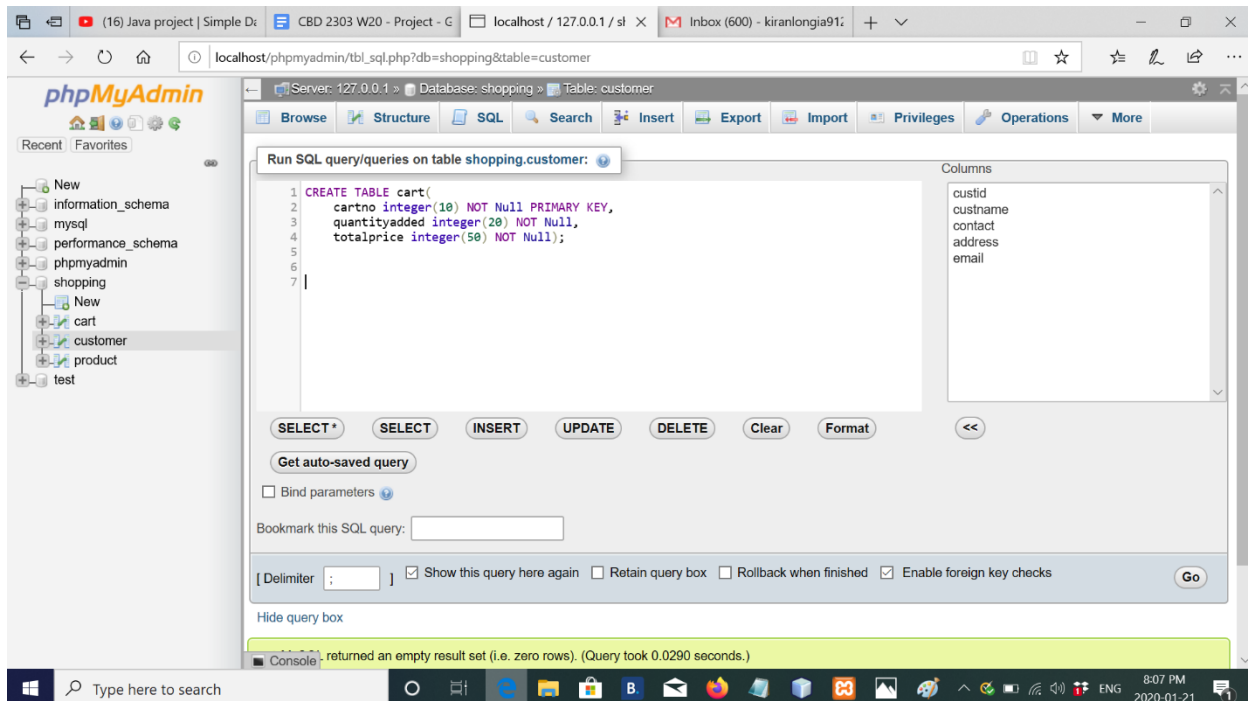 (16) Java project | Simple Da
CBD 2303 W20 - Project - G
localhost / 127.0.0.1 / sh
Inbox (600) - kiranlongia912
localhost/phpmyadmin/tbl_sql.php?db=shopping&table=customer
phpMyAdmin
Recent Favorites
New
information_schema
mysql
performance_schema
phpmyadmin
shopping
New
cart
customer
product
test
Server: 127.0.0.1 » Database: shopping » Table: customer
Browse Structure SQL Search Insert Export Import Privileges Operations More
Run SQL query/queries on table shopping.customer:
1 CREATE TABLE cart(
2 cartno integer(10) NOT Null PRIMARY KEY,
3 quantityadded integer(20) NOT Null,
4 totalprice integer(50) NOT Null);
5
6
7
Columns
custid
custname
contact
address
email
SELECT * SELECT INSERT UPDATE DELETE Clear Format <<
Get auto-saved query
Bind parameters
Bookmark this SQL query:
[ Delimiter ; ] Show this query here again Retain query box Rollback when finished Enable foreign key checks Go
Hide query box
returned an empty result set (i.e. zero rows). (Query took 0.0290 seconds.)
Console
Type here to search
B.
ENG
8:07 PM
2020-01-21